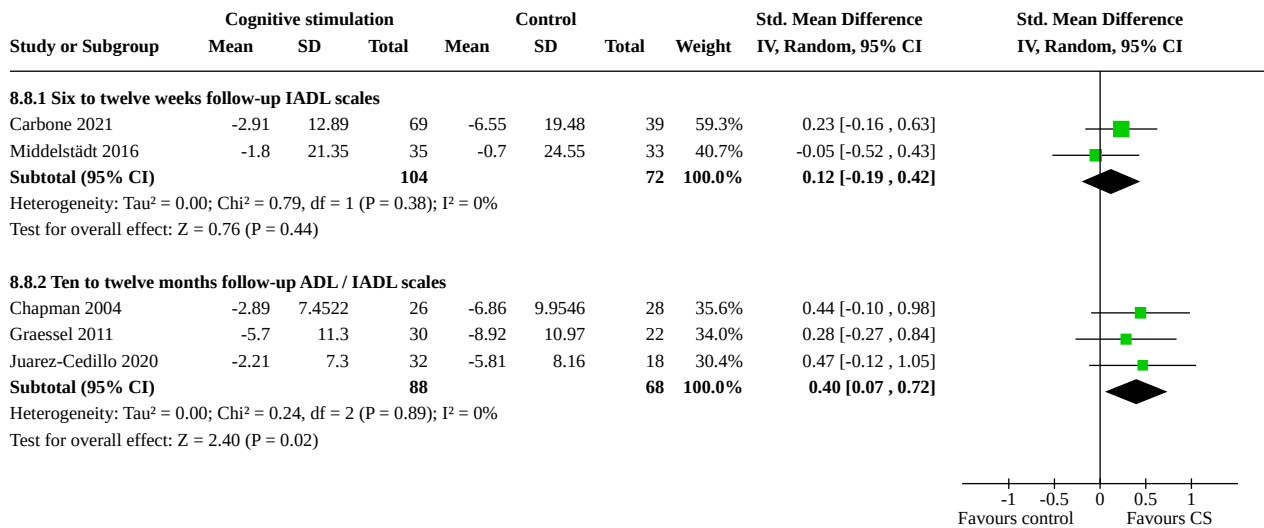 Cognitive stimulation Control Std. Mean Difference Std. Mean Difference
Study or Subgroup Mean SD Total Mean SD Total Weight IV, Random, 95% CI IV, Random, 95% CI
8.8.1 Six to twelve weeks follow-up IADL scales
Carbone 2021 -2.91 12.89 69 -6.55 19.48 39 59.3% 0.23 [-0.16 , 0.63]
Middelstädt 2016 -1.8 21.35 35 -0.7 24.55 33 40.7% -0.05 [-0.52 , 0.43]
Subtotal (95% CI) 104 72 100.0% 0.12 [-0.19 , 0.42]
Heterogeneity: Tau² = 0.00; Chi² = 0.79, df = 1 (P = 0.38); I² = 0%
Test for overall effect: Z = 0.76 (P = 0.44)
8.8.2 Ten to twelve months follow-up ADL / IADL scales
Chapman 2004 -2.89 7.4522 26 -6.86 9.9546 28 35.6% 0.44 [-0.10 , 0.98]
Graessel 2011 -5.7 11.3 30 -8.92 10.97 22 34.0% 0.28 [-0.27 , 0.84]
Juarez-Cedillo 2020 -2.21 7.3 32 -5.81 8.16 18 30.4% 0.47 [-0.12 , 1.05]
Subtotal (95% CI) 88 68 100.0% 0.40 [0.07 , 0.72]
Heterogeneity: Tau² = 0.00; Chi² = 0.24, df = 2 (P = 0.89); I² = 0%
Test for overall effect: Z = 2.40 (P = 0.02)
-1 -0.5 0 0.5 1
Favours control Favours CS